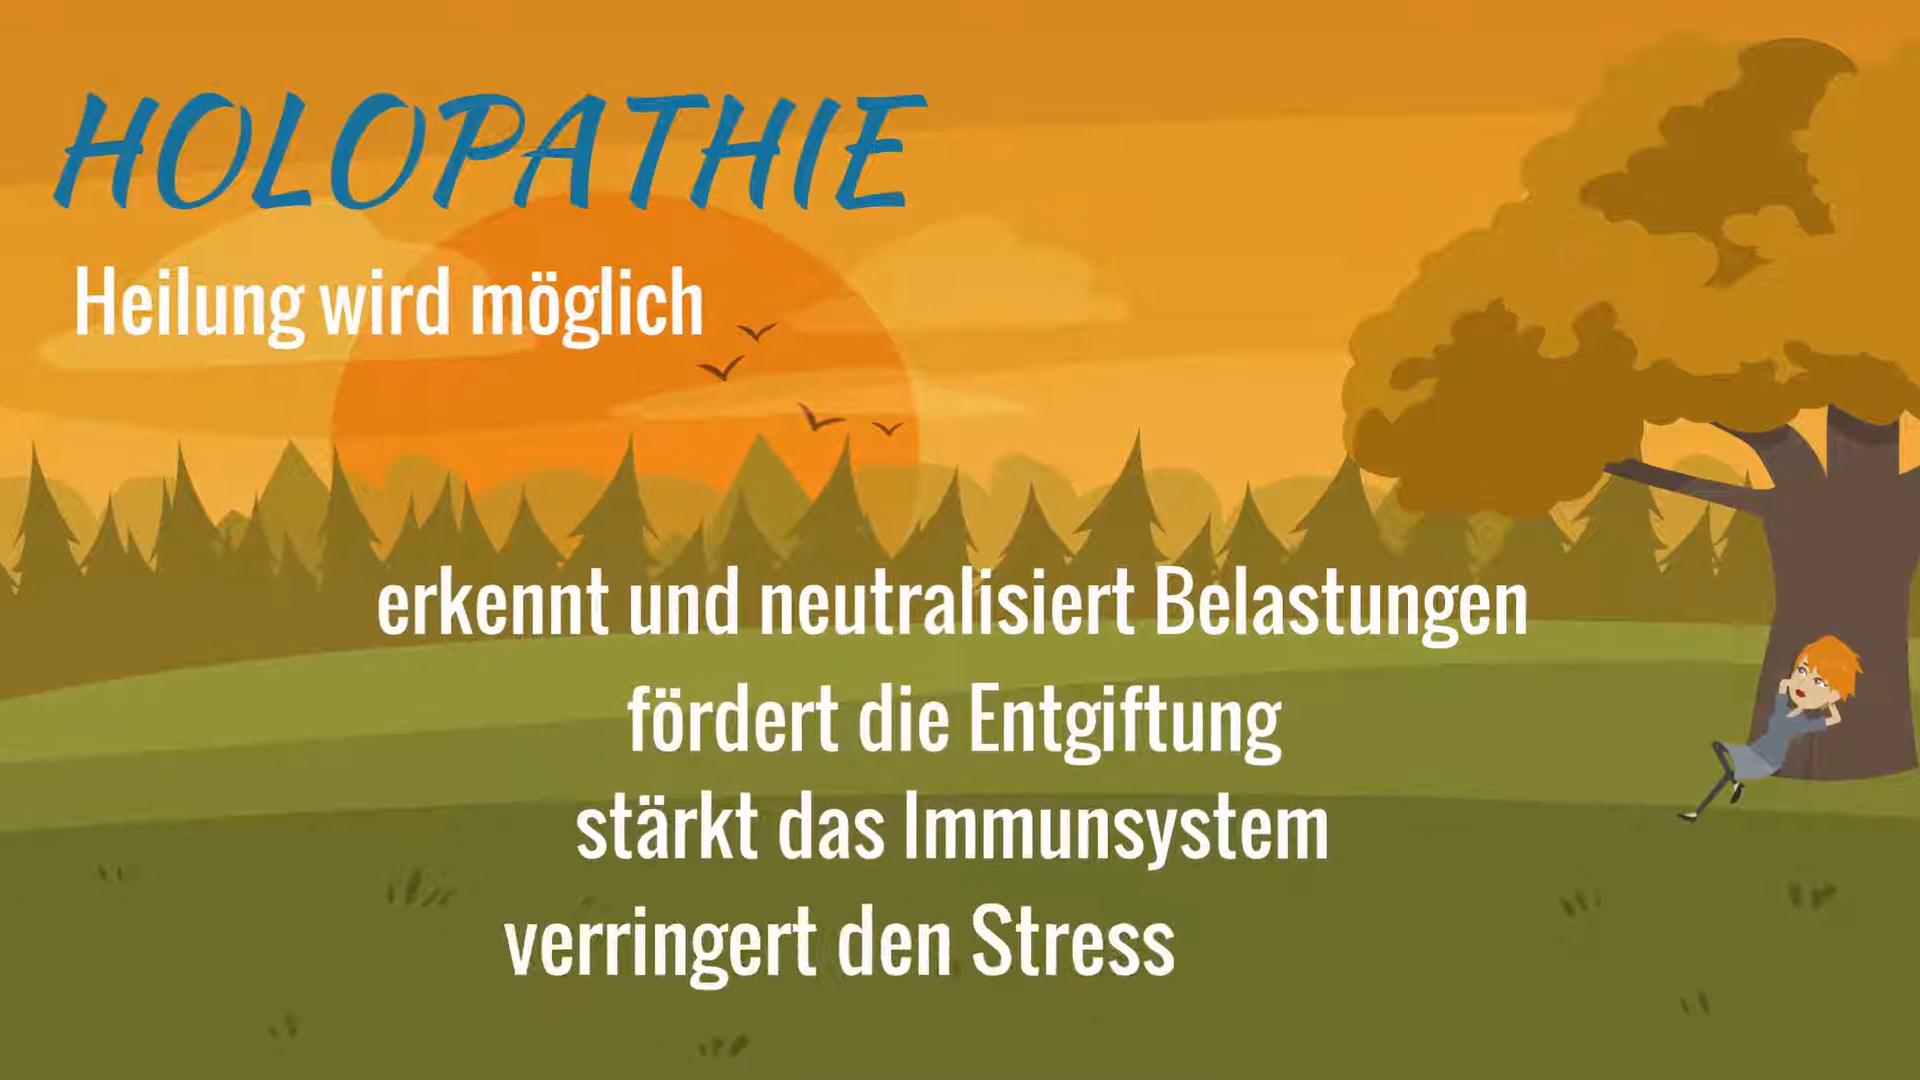 HOLOPATHIE
Heilung wird möglich
erkennt und neutralisiert Belastungen
fördert die Entgiftung
stärkt das Immunsystem
verringert den Stress